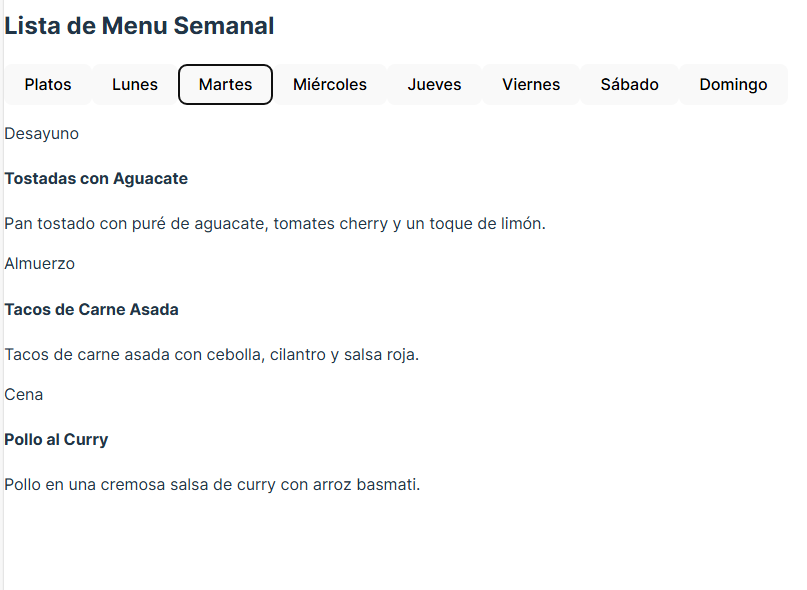 Lista de Menu Semanal
Platos Lunes Martes Miércoles Jueves Viernes Sábado Domingo
Desayuno
Tostadas con Aguacate
Pan tostado con puré de aguacate, tomates cherry y un toque de limón.
Almuerzo
Tacos de Carne Asada
Tacos de carne asada con cebolla, cilantro y salsa roja.
Cena
Pollo al Curry
Pollo en una cremosa salsa de curry con arroz basmati.